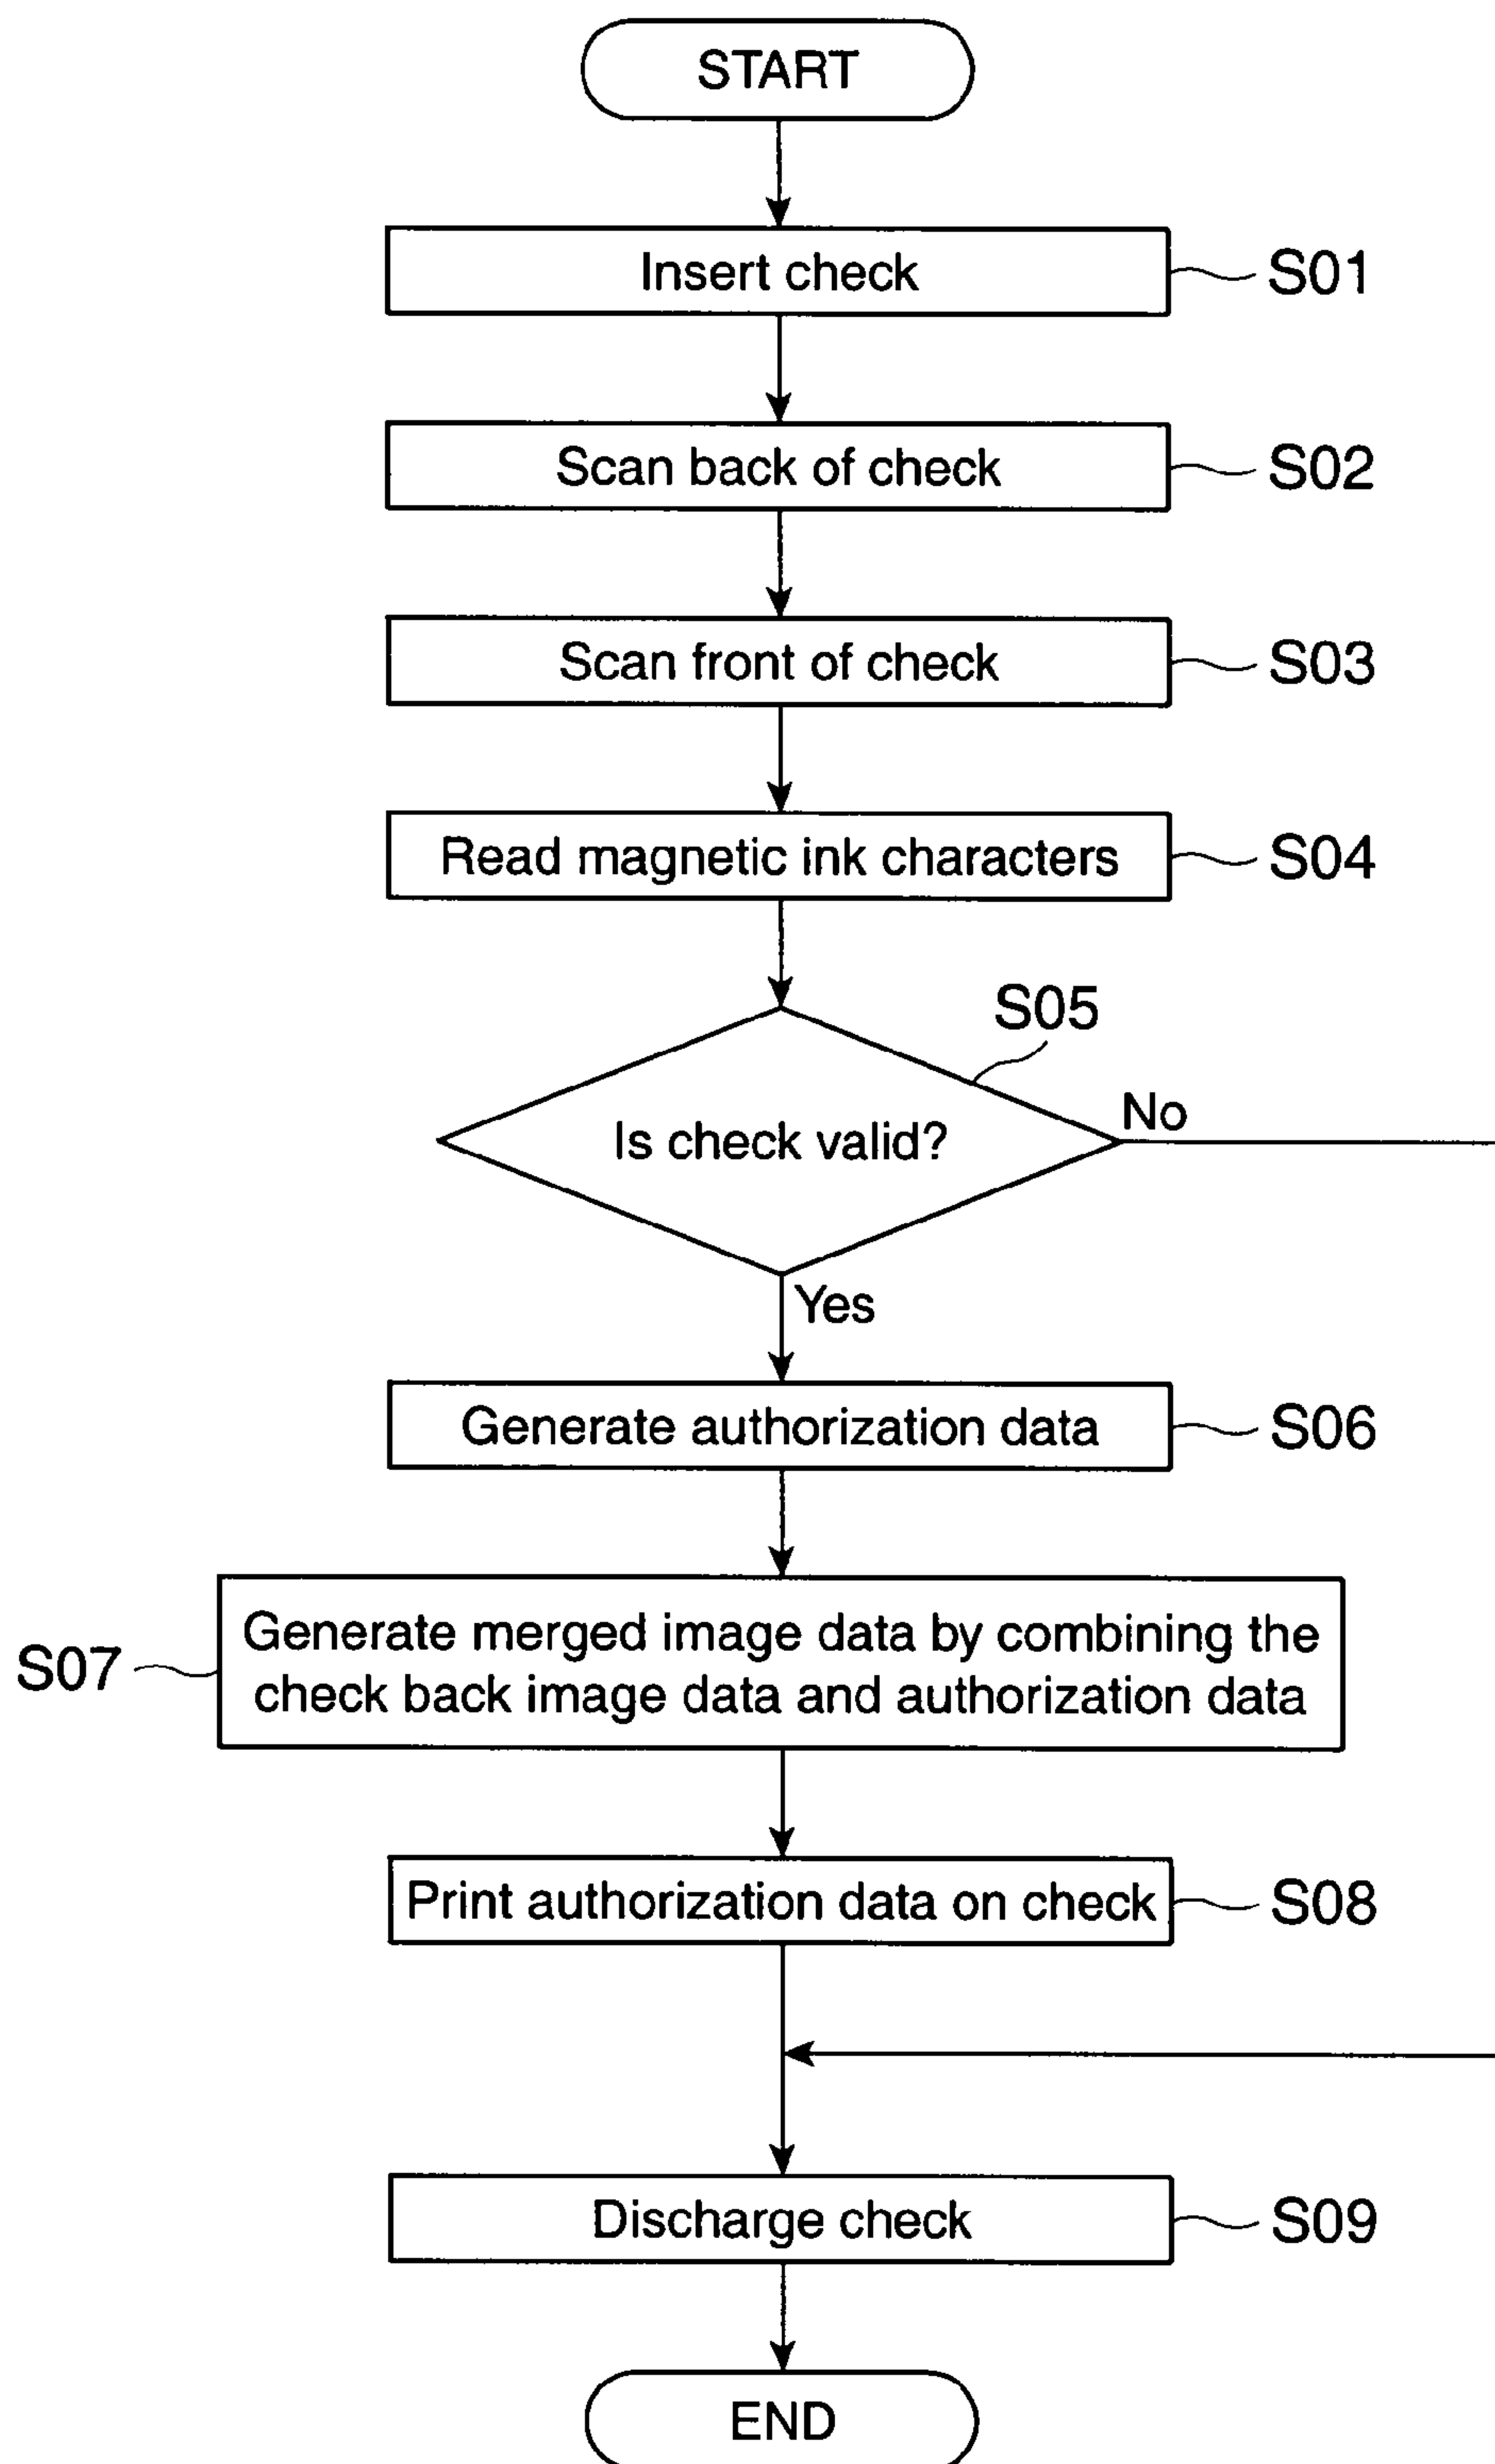 START
Insert check
S01
Scan back of check
S02
Scan front of check
S03
Read magnetic ink characters
S04
S05
Is check valid?
No
Yes
Generate authorization data
S06
S07
Generate merged image data by combining the
check back image data and authorization data
Print authorization data on check
S08
Discharge check
S09
END